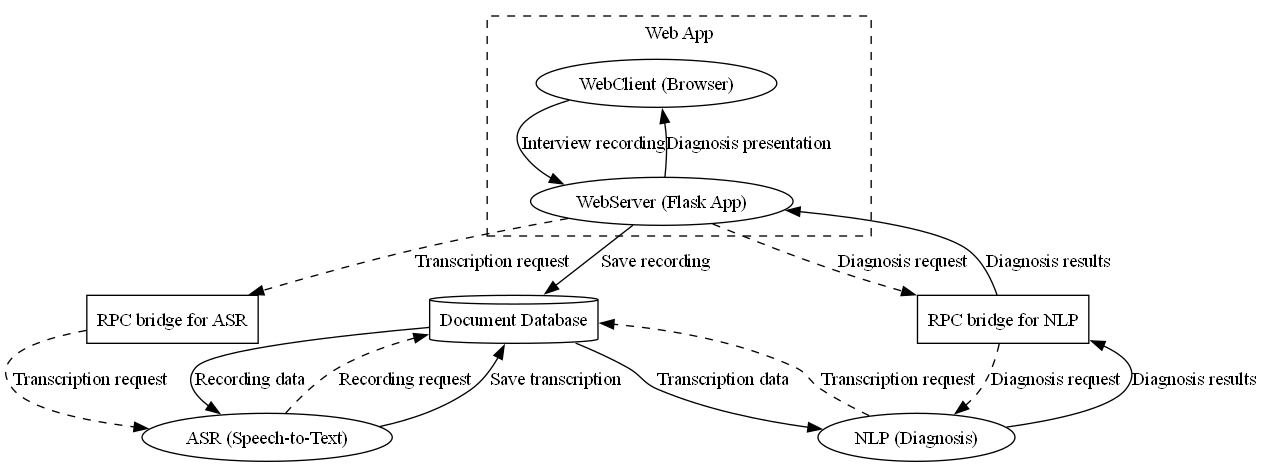 Web App
WebClient (Browser)
Interview recording
Diagnosis presentation
WebServer (Flask App)
Transcription request
Save recording
Diagnosis request
Diagnosis results
RPC bridge for ASR
Document Database
RPC bridge for NLP
Transcription request
Recording data
Recording request
Save transcription
Transcription data
Transcription request
Diagnosis request
Diagnosis results
ASR (Speech-to-Text)
NLP (Diagnosis)